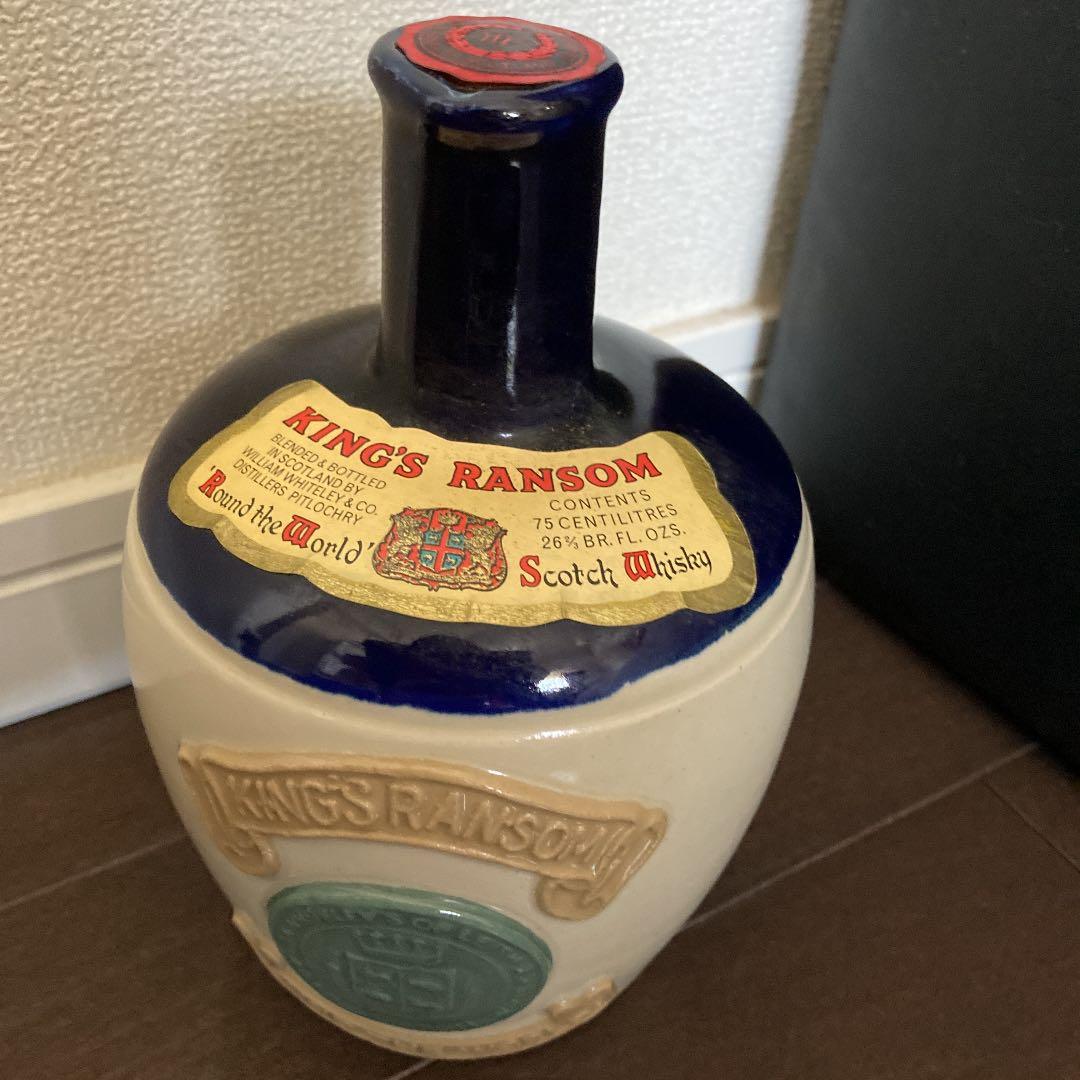 KING'S RANSOM
BLENDED & BOTTLED
IN SCOTLAND BY
WILLIAM WHITELEY & CO.
DISTILLERS PITLOCHRY
'Round the World'
CONTENTS
75 CENTILITRES
26⅔ BR. FL. OZS.
Scotch Whisky
KING'S RANSOM